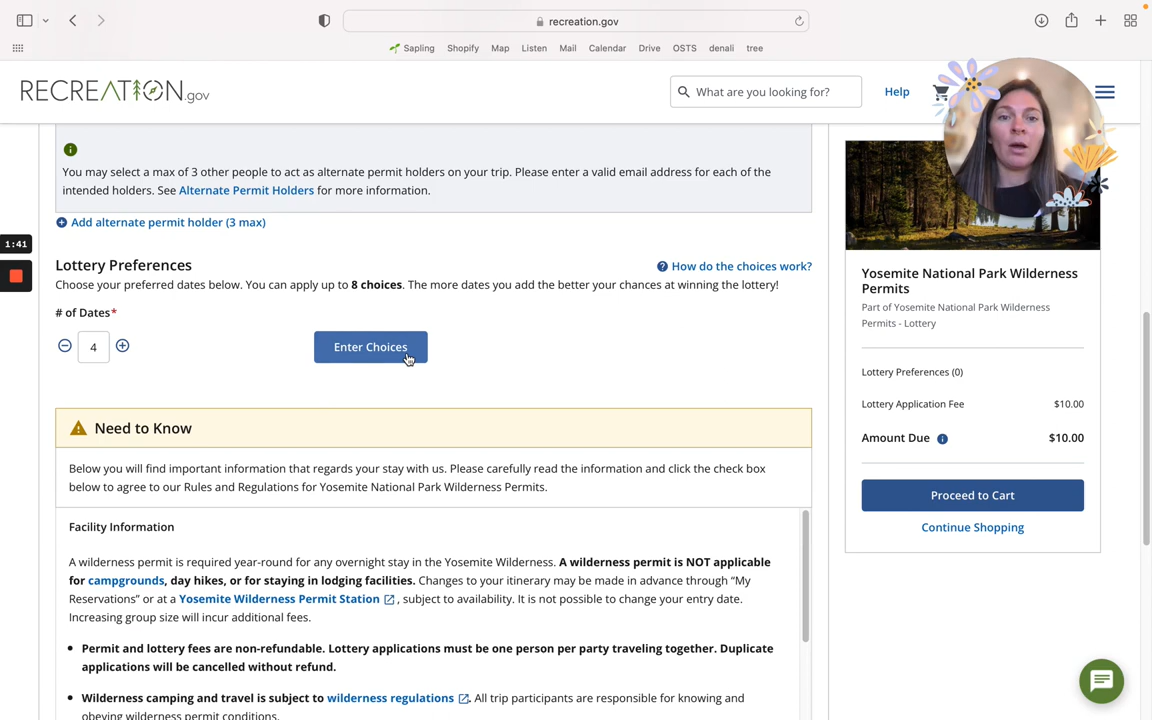 recreation.gov
Sapling Shopify Map Listen Mail Calendar Drive OSTS denali tree
RECREATION.gov
What are you looking for?
Help
You may select a max of 3 other people to act as alternate permit holders on your trip. Please enter a valid email address for each of the
intended holders. See Alternate Permit Holders for more information.
Add alternate permit holder (3 max)
1:41
Lottery Preferences
How do the choices work?
Choose your preferred dates below. You can apply up to 8 choices. The more dates you add the better your chances at winning the lottery!
# of Dates*
4
Enter Choices
Need to Know
Below you will find important information that regards your stay with us. Please carefully read the information and click the check box
below to agree to our Rules and Regulations for Yosemite National Park Wilderness Permits.
Facility Information
A wilderness permit is required year-round for any overnight stay in the Yosemite Wilderness. A wilderness permit is NOT applicable
for campgrounds, day hikes, or for staying in lodging facilities. Changes to your itinerary may be made in advance through “My
Reservations” or at a Yosemite Wilderness Permit Station , subject to availability. It is not possible to change your entry date.
Increasing group size will incur additional fees.
• Permit and lottery fees are non-refundable. Lottery applications must be one person per party traveling together. Duplicate
applications will be cancelled without refund.
• Wilderness camping and travel is subject to wilderness regulations . All trip participants are responsible for knowing and
obeying wilderness permit conditions.
Yosemite National Park Wilderness
Permits
Part of Yosemite National Park Wilderness
Permits - Lottery
Lottery Preferences (0)
Lottery Application Fee $10.00
Amount Due $10.00
Proceed to Cart
Continue Shopping